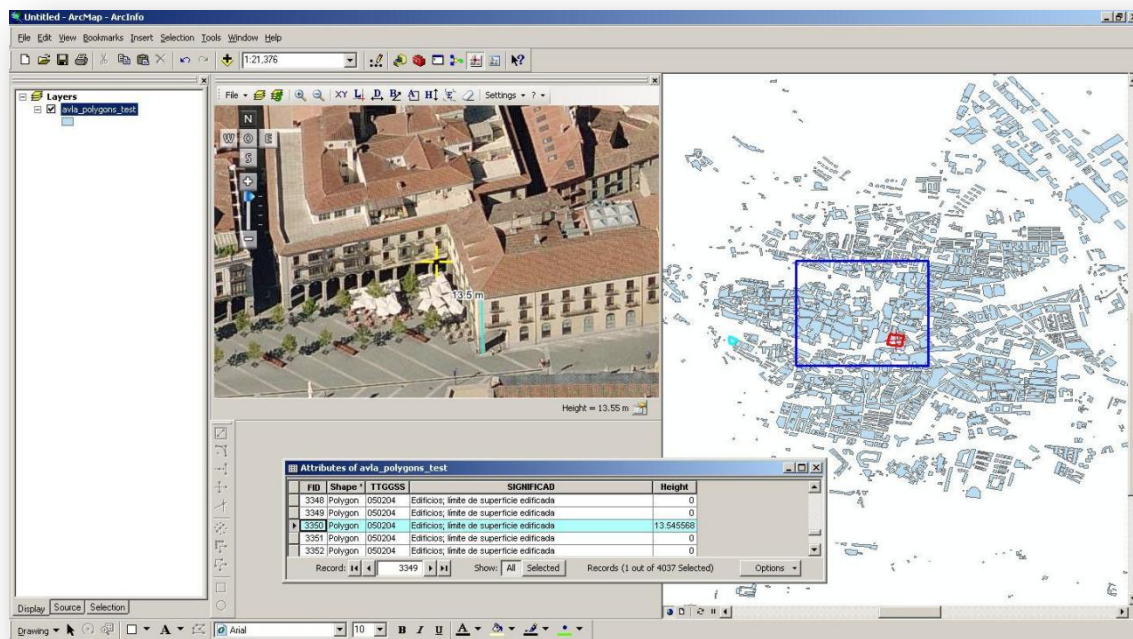 Untitled - ArcMap - ArcInfo
File Edit View Bookmarks Insert Selection Tools Window Help
1:21,376
Layers
avla_polygons_test
File XY L D B A H E Settings ?
N
W O E
S
13.5 m
Height = 13.55 m
Attributes of avla_polygons_test
FID Shape * TTGGSS SIGNIFICAD Height
3348 Polygon 050204 Edificios; límite de superficie edificada 0
3349 Polygon 050204 Edificios; límite de superficie edificada 0
3350 Polygon 050204 Edificios; límite de superficie edificada 13.545568
3351 Polygon 050204 Edificios; límite de superficie edificada 0
3352 Polygon 050204 Edificios; límite de superficie edificada 0
Record: 3349 Show: All Selected Records (1 out of 4037 Selected) Options
Display Source Selection
Drawing A Arial 10 B I U A